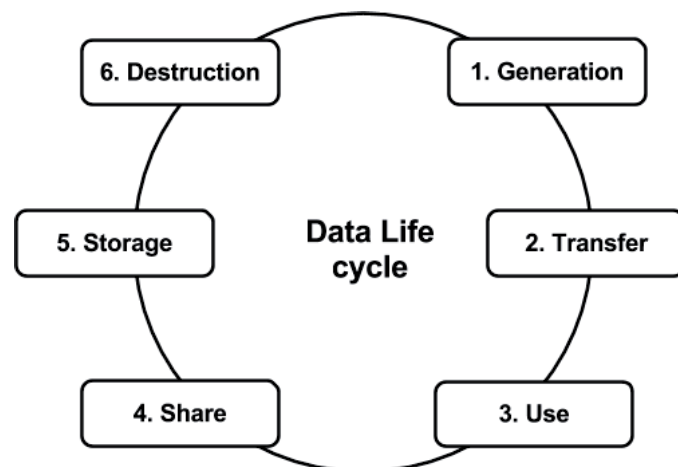 6. Destruction
1. Generation
5. Storage
Data Life
cycle
2. Transfer
4. Share
3. Use